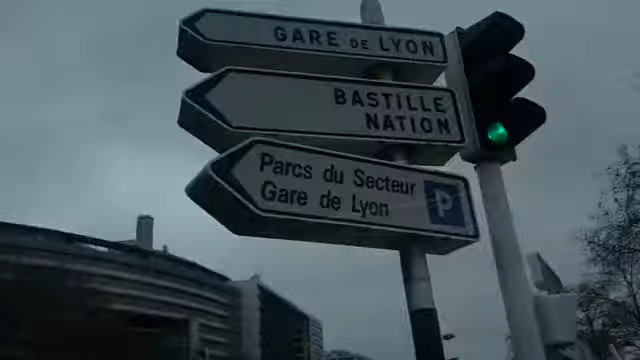 GARE DE LYON
BASTILLE
NATION
Parcs du Secteur
Gare de Lyon
P